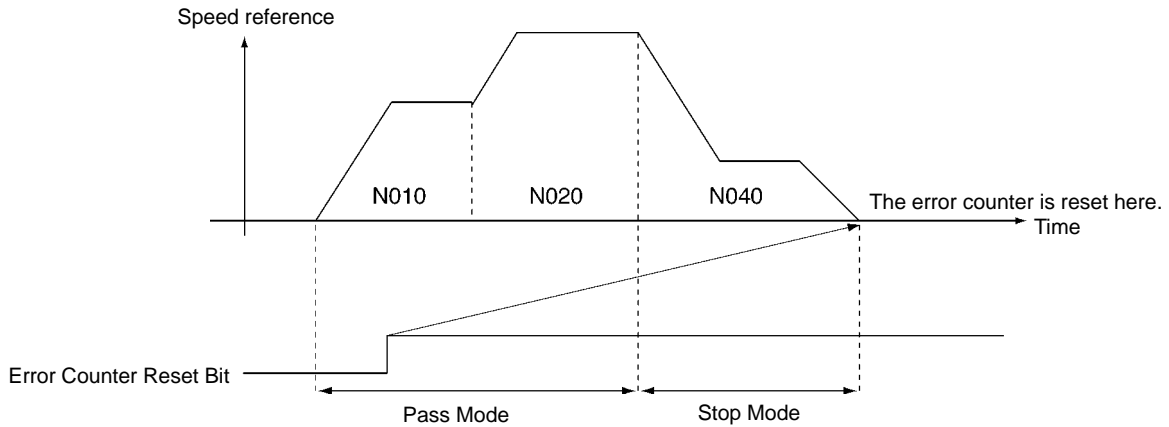 Speed reference
N010
N020
N040
The error counter is reset here.
Time
Error Counter Reset Bit
Pass Mode
Stop Mode